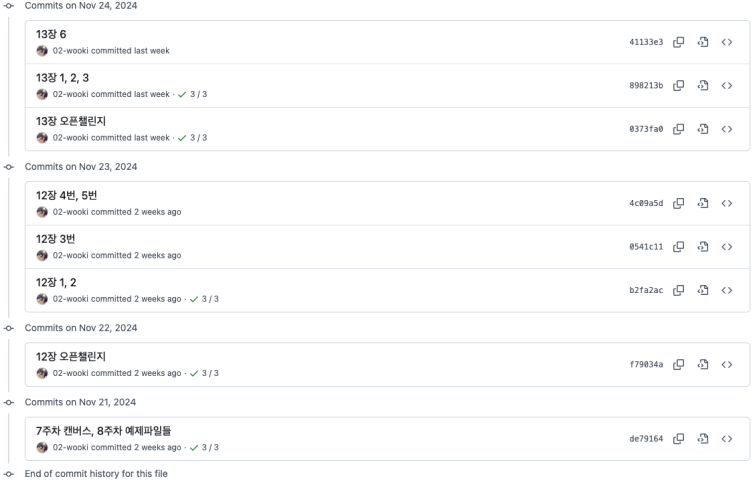 Commits on Nov 24, 2024
13장 6
02-wooki committed last week
41133e3
13장 1, 2, 3
02-wooki committed last week · 3 / 3
898213b
13장 오픈챌린지
02-wooki committed last week · 3 / 3
0373fa0
Commits on Nov 23, 2024
12장 4번, 5번
02-wooki committed 2 weeks ago
4c09a5d
12장 3번
02-wooki committed 2 weeks ago
0541c11
12장 1, 2
02-wooki committed 2 weeks ago · 3 / 3
b2fa2ac
Commits on Nov 22, 2024
12장 오픈챌린지
02-wooki committed 2 weeks ago · 3 / 3
f79034a
Commits on Nov 21, 2024
7주차 캔버스, 8주차 예제파일들
02-wooki committed 2 weeks ago · 3 / 3
de79164
End of commit history for this file